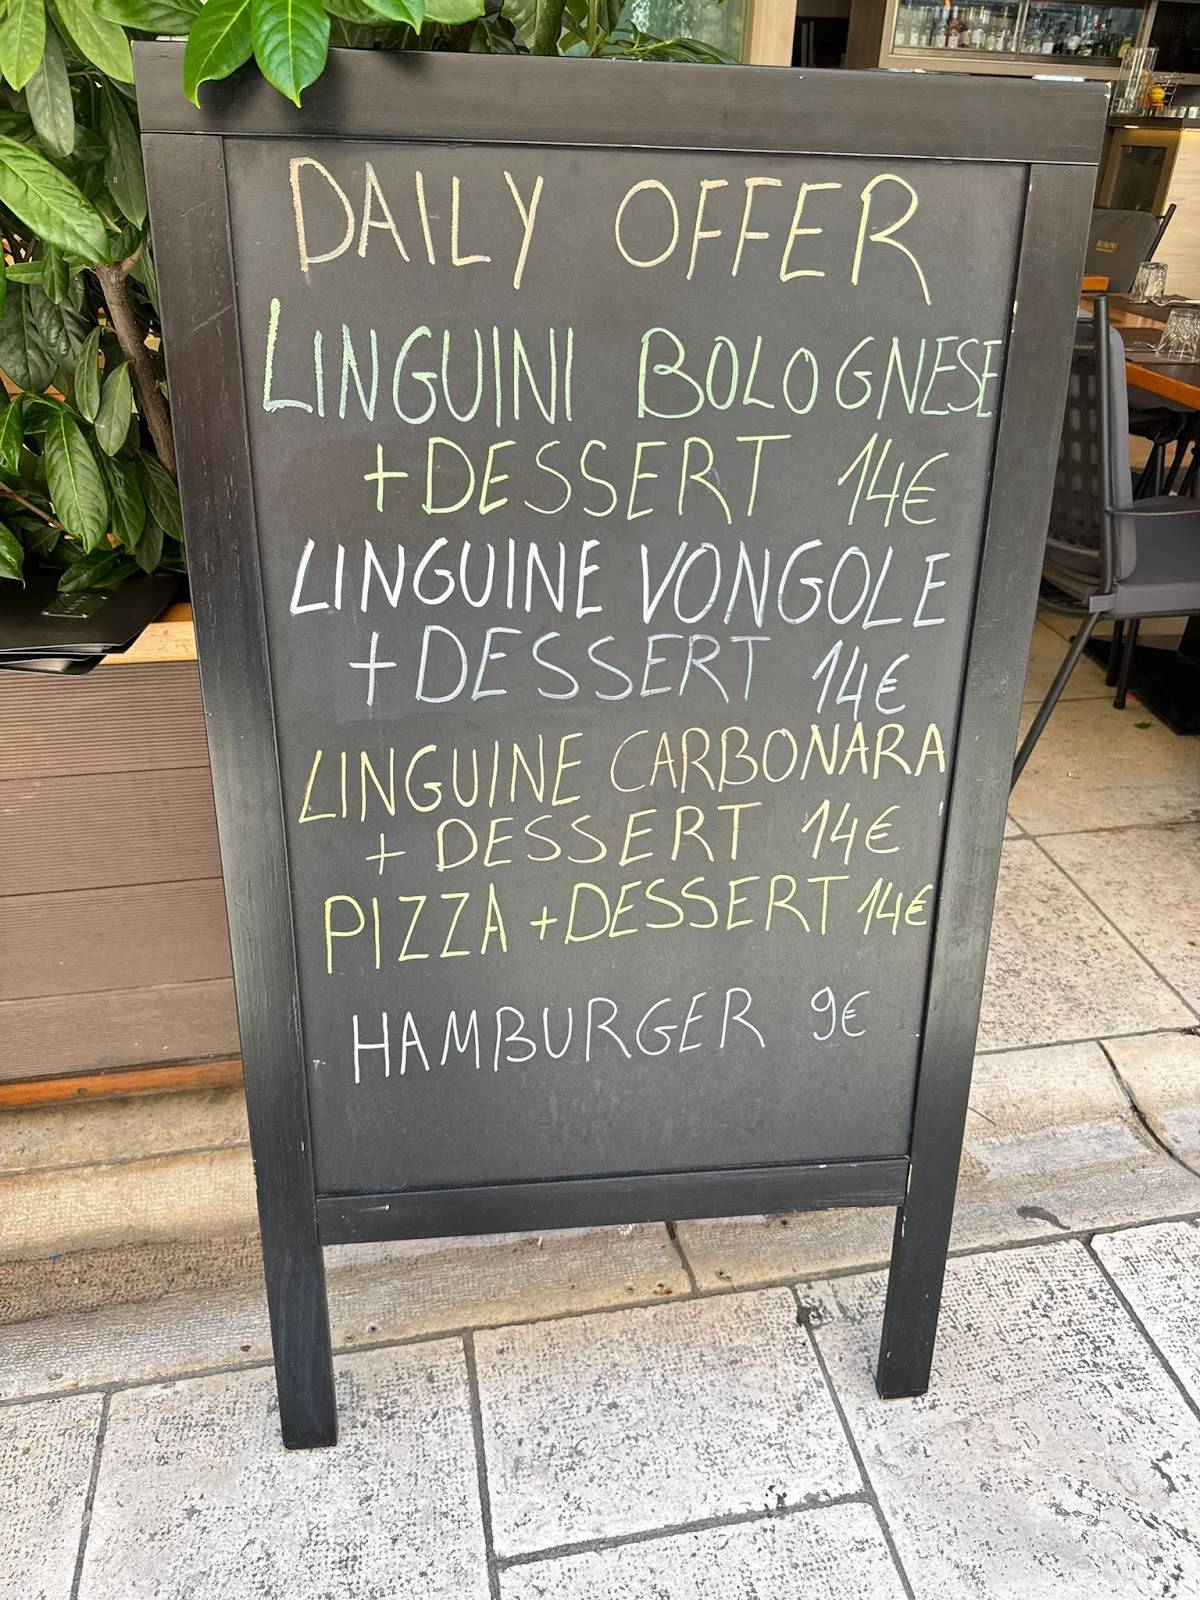 DAILY OFFER
LINGUINI BOLOGNESE
+ DESSERT 14€
LINGUINE VONGOLE
+ DESSERT 14€
LINGUINE CARBONARA
+ DESSERT 14€
PIZZA + DESSERT 14€
HAMBURGER 9€